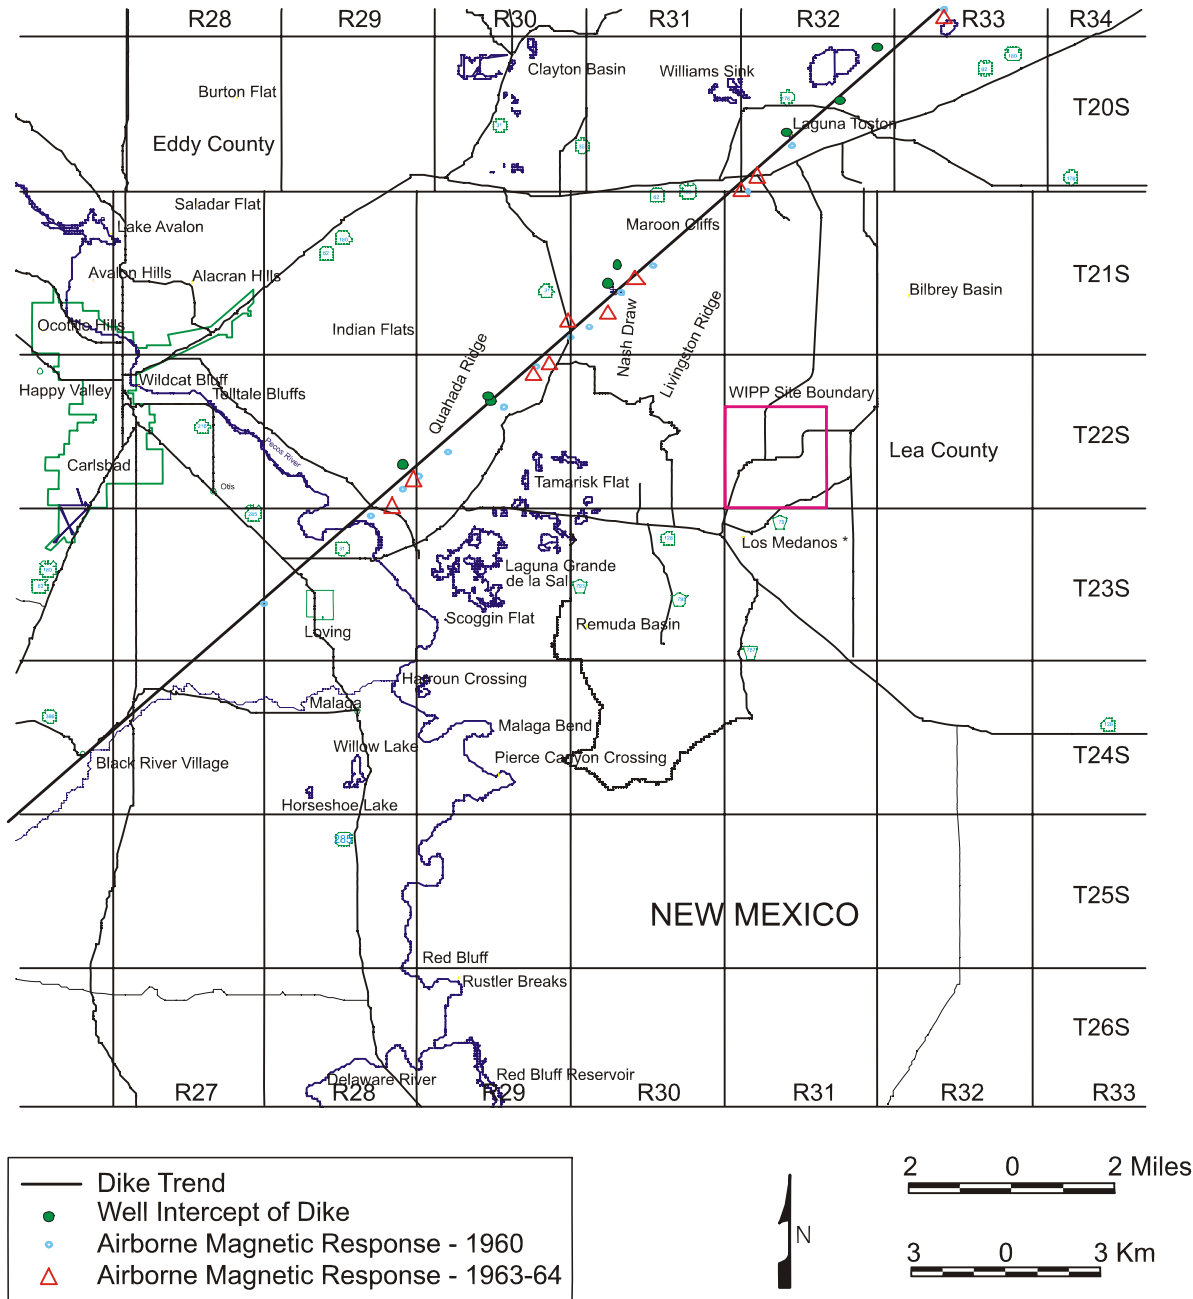 R28 R29 R30 R31 R32 R33 R34
Clayton Basin
Williams Sink
Burton Flat
T20S
Laguna Toston
Eddy County
Saladar Flat
Lake Avalon
Maroon Cliffs
Avalon Hills
Alacran Hills
T21S
Bilbrey Basin
Ocotillo Hills
Indian Flats
Nash Draw
Livingston Ridge
Quahada Ridge
Happy Valley
Wildcat Bluff
Tolltale Bluffs
WIPP Site Boundary
T22S
Pecos River
Lea County
Carlsbad
Otis
Tamarisk Flat
Los Medanos *
Laguna Grande
de la Sal
T23S
Scoggin Flat
Remuda Basin
Loving
Harroun Crossing
Malaga
Malaga Bend
Willow Lake
Pierce Canyon Crossing
T24S
Black River Village
Horseshoe Lake
285
T25S
NEW MEXICO
Red Bluff
Rustler Breaks
T26S
Delaware River
Red Bluff Reservoir
R27 R28 R29 R30 R31 R32 R33
Dike Trend
Well Intercept of Dike
Airborne Magnetic Response - 1960
Airborne Magnetic Response - 1963-64
N
2 0 2 Miles
3 0 3 Km